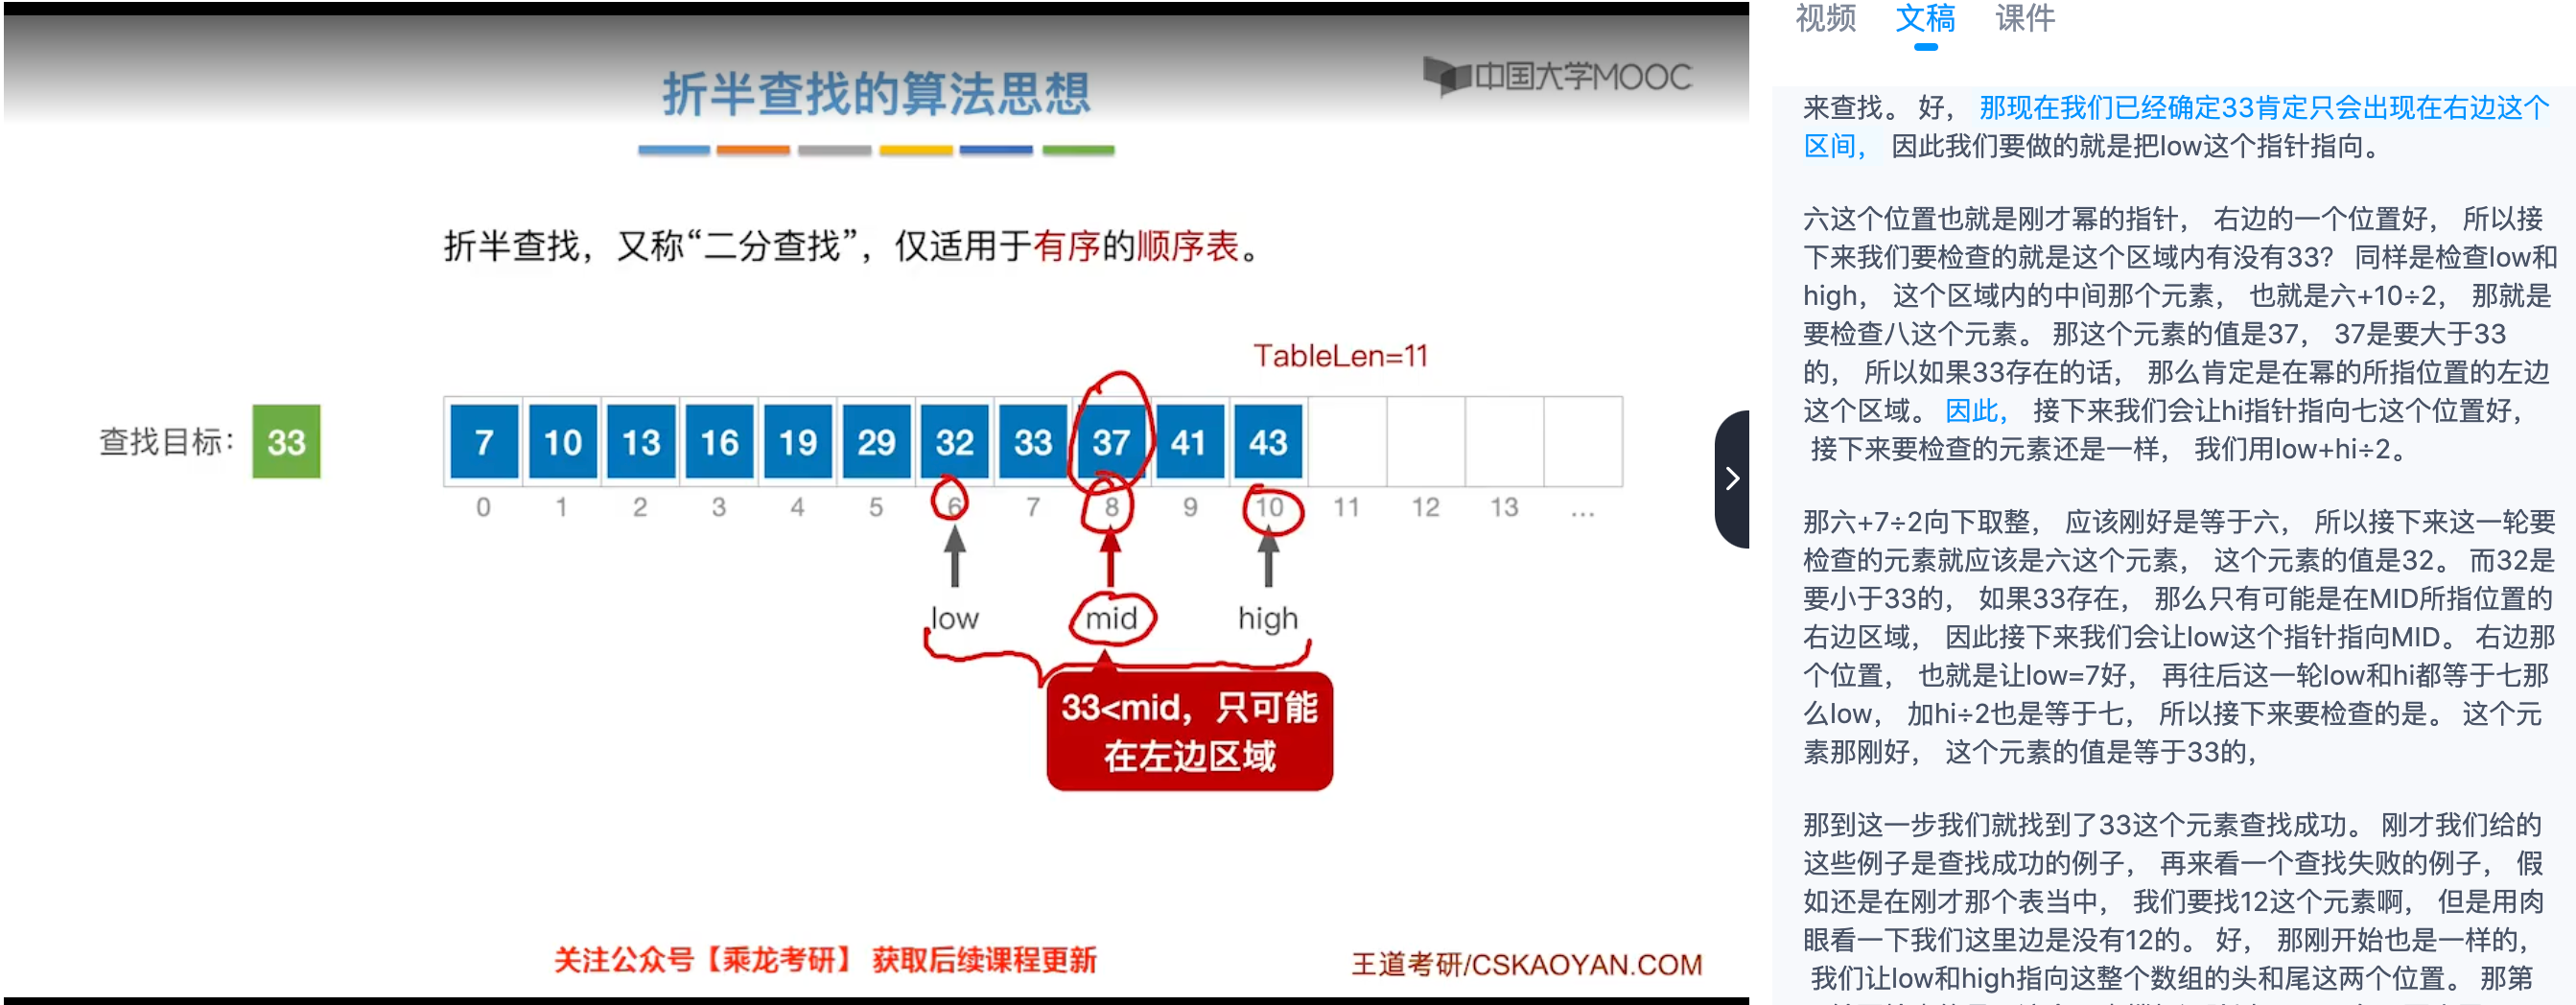 折半查找的算法思想
中国大学MOOC
折半查找，又称“二分查找”，仅适用于有序的顺序表。
TableLen=11
查找目标：33
7 10 13 16 19 29 32 33 37 41 43
0 1 2 3 4 5 6 7 8 9 10 11 12 13 ...
low mid high
33<mid，只可能
在左边区域
关注公众号【乘龙考研】 获取后续课程更新
王道考研/CSKAOYAN.COM
视频 文稿 课件
来查找。 好， 那现在我们已经确定33肯定只会出现在右边这个
区间， 因此我们要做的就是把low这个指针指向。
六这个位置也就是刚才幂的指针， 右边的一个位置好， 所以接
下来我们要检查的就是这个区域内有没有33？ 同样是检查low和
high， 这个区域内的中间那个元素， 也就是六+10÷2， 那就是
要检查八这个元素。 那这个元素的值是37， 37是要大于33
的， 所以如果33存在的话， 那么肯定是在幂的所指位置的左边
这个区域。 因此， 接下来我们会让hi指针指向七这个位置好，
接下来要检查的元素还是一样， 我们用low+hi÷2。
那六+7÷2向下取整， 应该刚好是等于六， 所以接下来这一轮要
检查的元素就应该是六这个元素， 这个元素的值是32。 而32是
要小于33的， 如果33存在， 那么只有可能是在MID所指位置的
右边区域， 因此接下来我们会让low这个指针指向MID。 右边那
个位置， 也就是让low=7好， 再往后这一轮low和hi都等于七那
么low， 加hi÷2也是等于七， 所以接下来要检查的是。 这个元
素那刚好， 这个元素的值是等于33的，
那到这一步我们就找到了33这个元素查找成功。 刚才我们给的
这些例子是查找成功的例子， 再来看一个查找失败的例子， 假
如还是在刚才那个表当中， 我们要找12这个元素啊， 但是用肉
眼看一下我们这里边是没有12的。 好， 那刚开始也是一样的，
我们让low和high指向这整个数组的头和尾这两个位置。 那第